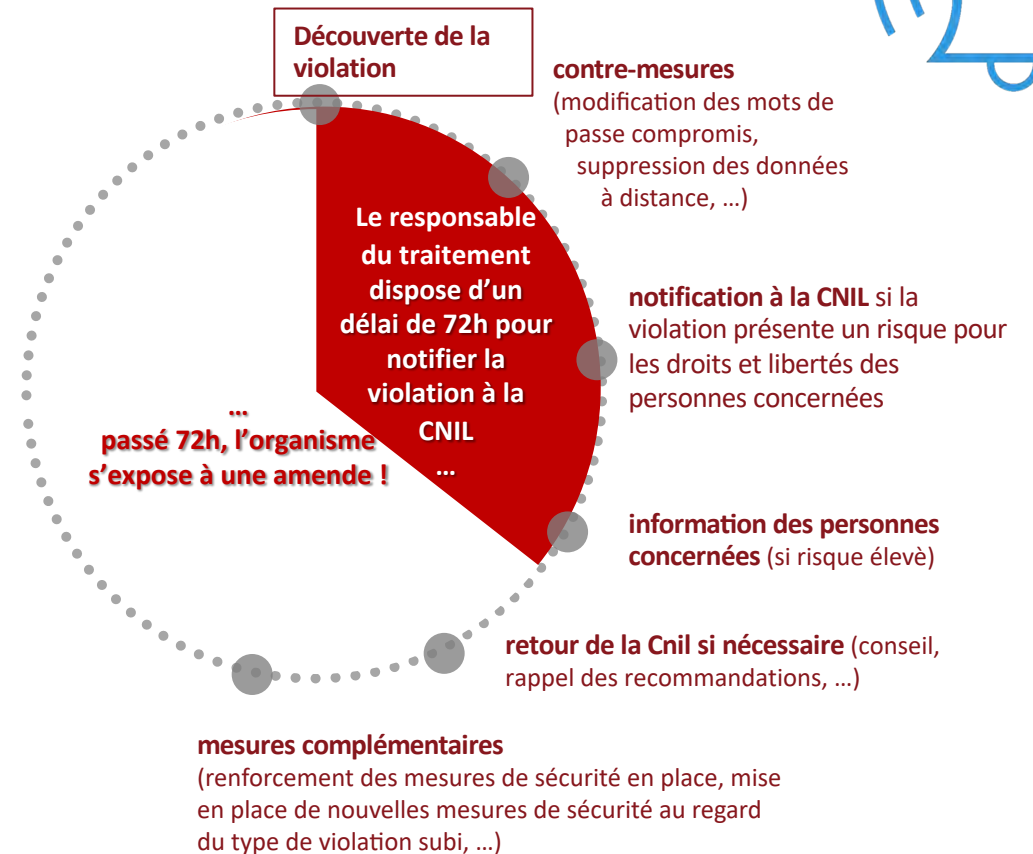 Découverte de la
violation
contre-mesures
(modification des mots de
passe compromis,
suppression des données
à distance, ...)
Le responsable
du traitement
dispose d'un
délai de 72h pour
notifier la
violation à la
CNIL
...
notification à la CNIL si la
violation présente un risque pour
les droits et libertés des
personnes concernées
...
passé 72h, l'organisme
s'expose à une amende !
information des personnes
concernées (si risque élevè)
retour de la Cnil si nécessaire (conseil,
rappel des recommandations, ...)
mesures complémentaires
(renforcement des mesures de sécurité en place, mise
en place de nouvelles mesures de sécurité au regard
du type de violation subi, ...)